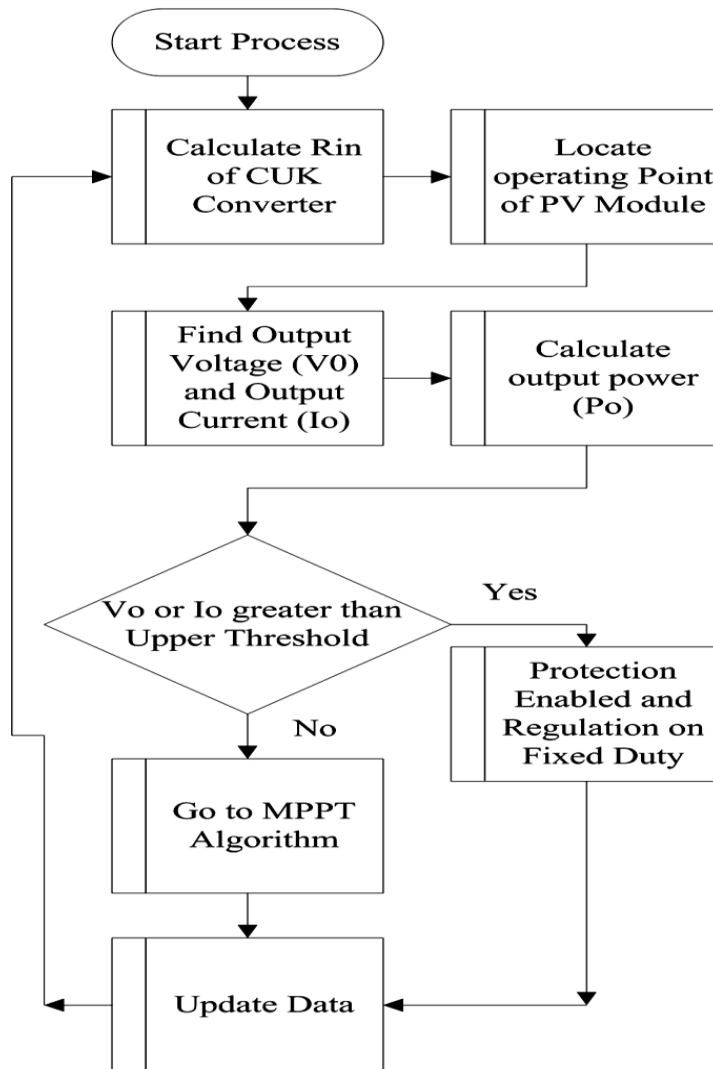 Start Process
Calculate Rin
of CUK
Converter
Locate
operating Point
of PV Module
Find Output
Voltage (V0)
and Output
Current (Io)
Calculate
output power
(Po)
Vo or Io greater than
Upper Threshold
Yes
Protection
Enabled and
Regulation on
Fixed Duty
No
Go to MPPT
Algorithm
Update Data